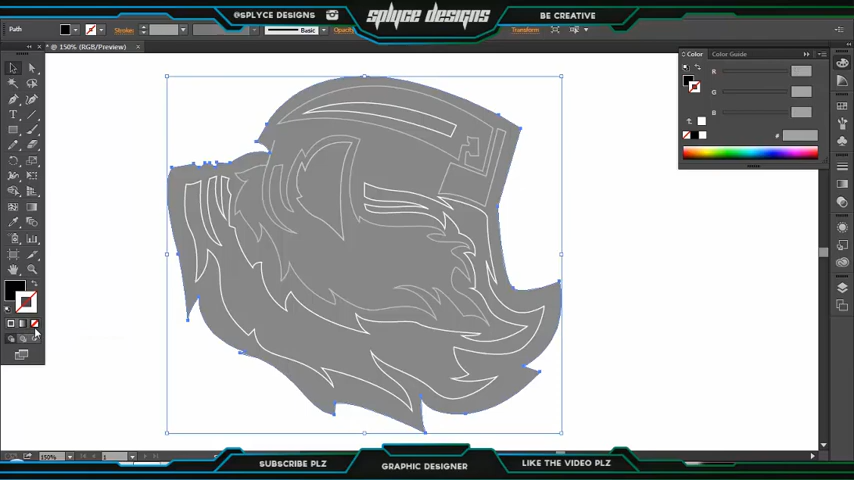 @SPLYCE DESIGNS
SPLYCE DESIGNS
BE CREATIVE
Path
Stroke:
Basic
Opacity
Transform
@ 150% (RGB/Preview)
×
Color
Color Guide
R
G
B
#
T
150%
1
SUBSCRIBE PLZ
GRAPHIC DESIGNER
LIKE THE VIDEO PLZ